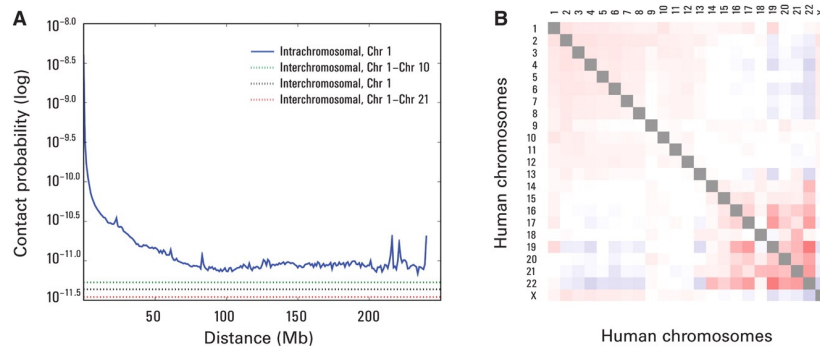 A
Contact probability (log)
10-8.0
10-8.5
10-9.0
10-9.5
10-10.0
10-10.5
10-11.0
10-11.5
Intrachromosomal, Chr 1
Interchromosomal, Chr 1–Chr 10
Interchromosomal, Chr 1
Interchromosomal, Chr 1–Chr 21
50 100 150 200
Distance (Mb)
B
1 2 3 4 5 6 7 8 9 10 11 12 13 14 15 16 17 18 19 20 21 22 X
Human chromosomes
1
2
3
4
5
6
7
8
9
10
11
12
13
14
15
16
17
18
19
20
21
22
X
Human chromosomes